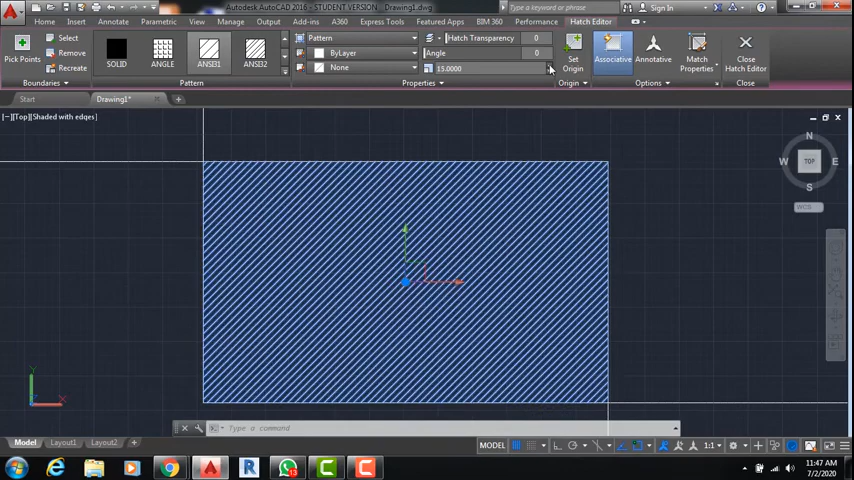 Autodesk AutoCAD 2016 - STUDENT VERSION Drawing1.dwg
Type a keyword or phrase
Sign In
Home Insert Annotate Parametric View Manage Output Add-ins A360 Express Tools Featured Apps BIM 360 Performance Hatch Editor
Pick Points
Select
Remove
Recreate
Boundaries
SOLID
ANGLE
ANSI31
ANSI32
Pattern
Pattern
ByLayer
None
Hatch Transparency 0
Angle 0
15.0000
Properties
Set
Origin
Origin
Associative
Annotative
Match
Properties
Options
Close
Hatch Editor
Close
Start Drawing1*
[−][Top][Shaded with edges]
N
W TOP E
S
WCS
Y
X
Type a command
Model Layout1 Layout2 +
MODEL 1:1
13
11:47 AM
7/2/2020